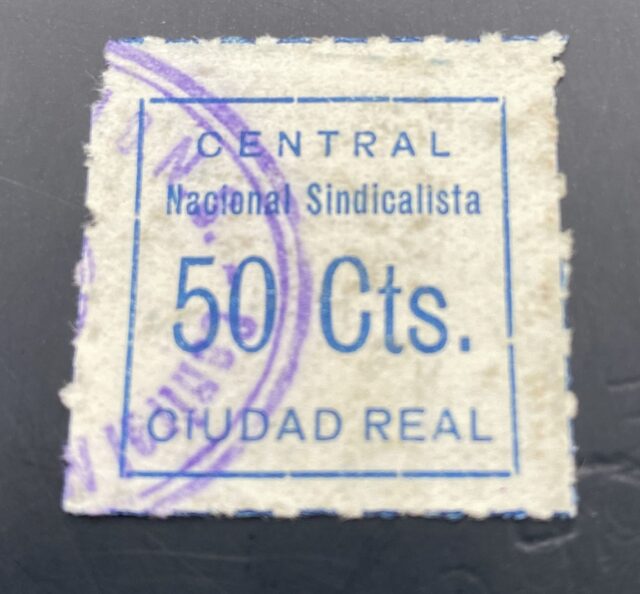 CENTRAL
Nacional Sindicalista
50 Cts.
CIUDAD REAL